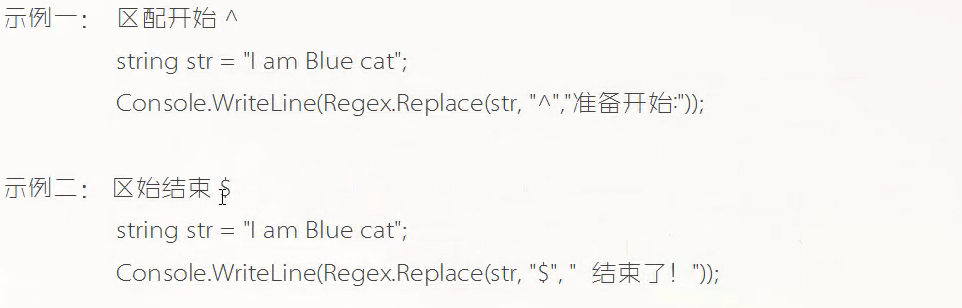 示例一： 区配开始 ^
string str = "I am Blue cat";
Console.WriteLine(Regex.Replace(str, "^","准备开始:"));
示例二： 区始结束 $
string str = "I am Blue cat";
Console.WriteLine(Regex.Replace(str, "$", " 结束了！"));